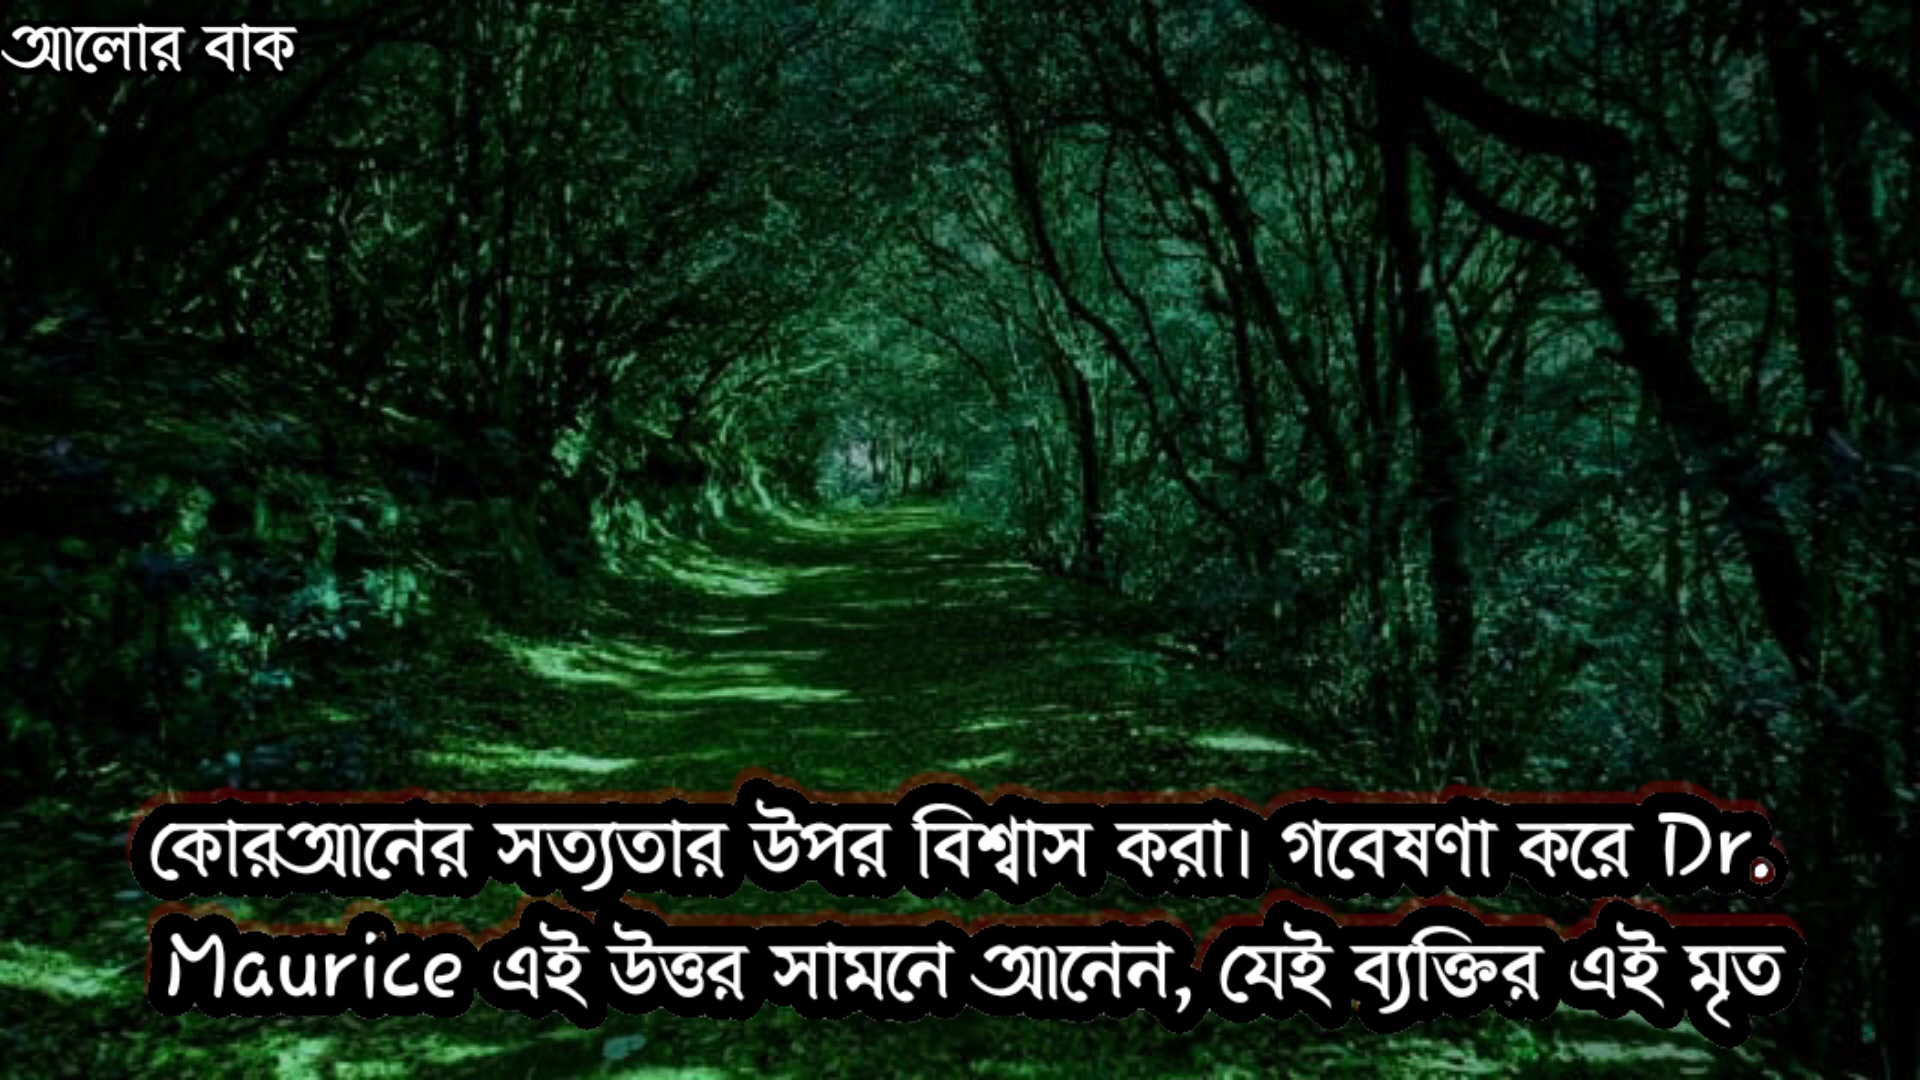 আলোর বাক
কোরআনের সত্যতার উপর বিশ্বাস করা। গবেষণা করে Dr.
Maurice এই উত্তর সামনে আনেন, যেই ব্যক্তির এই মৃত